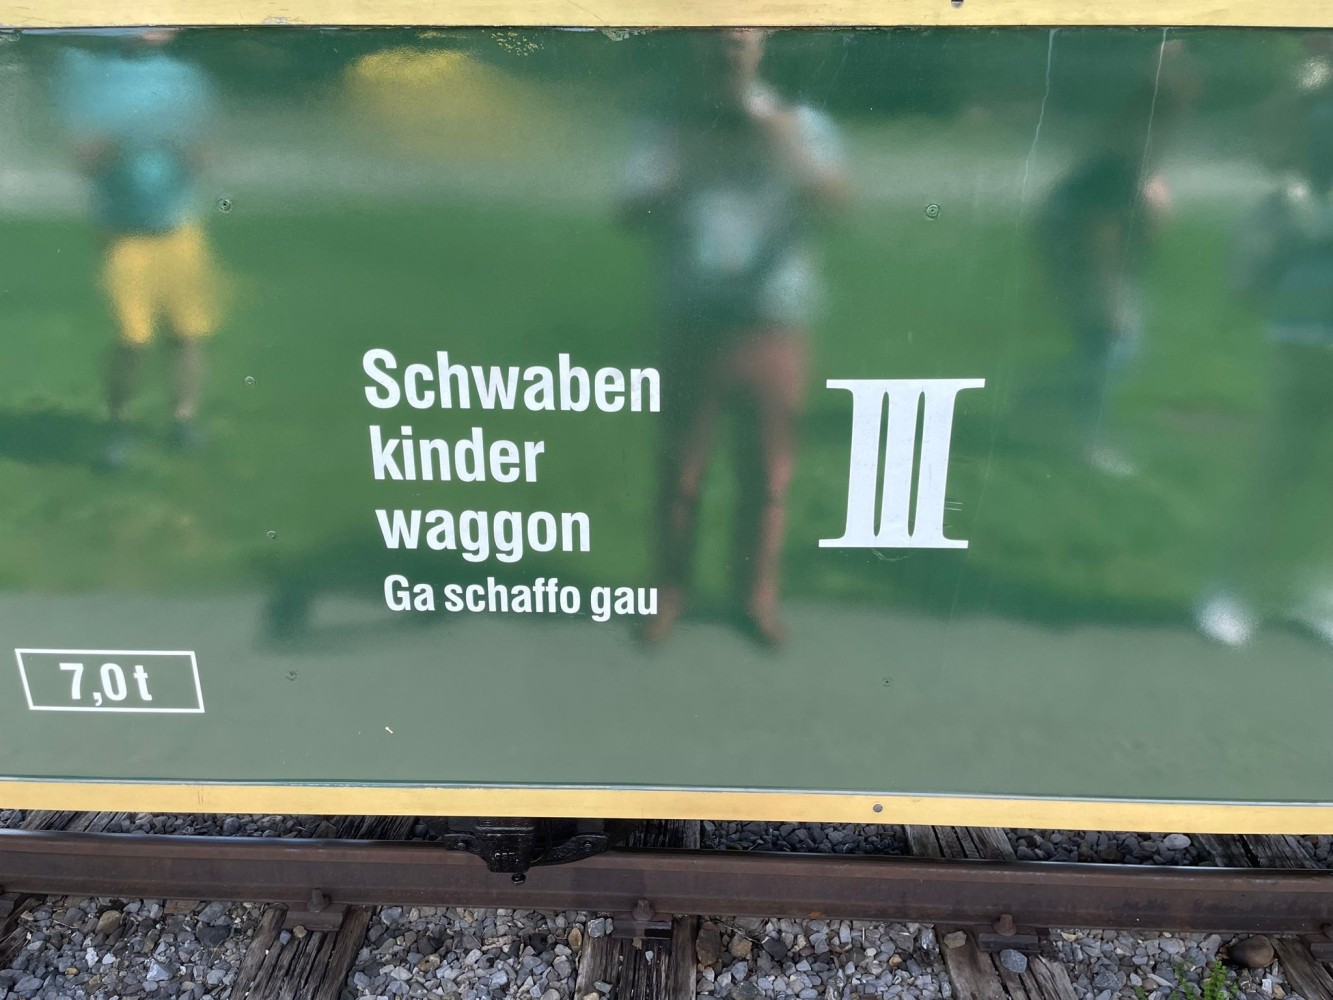 Schwaben
kinder
waggon
Ga schaffo gau
III
7,0 t